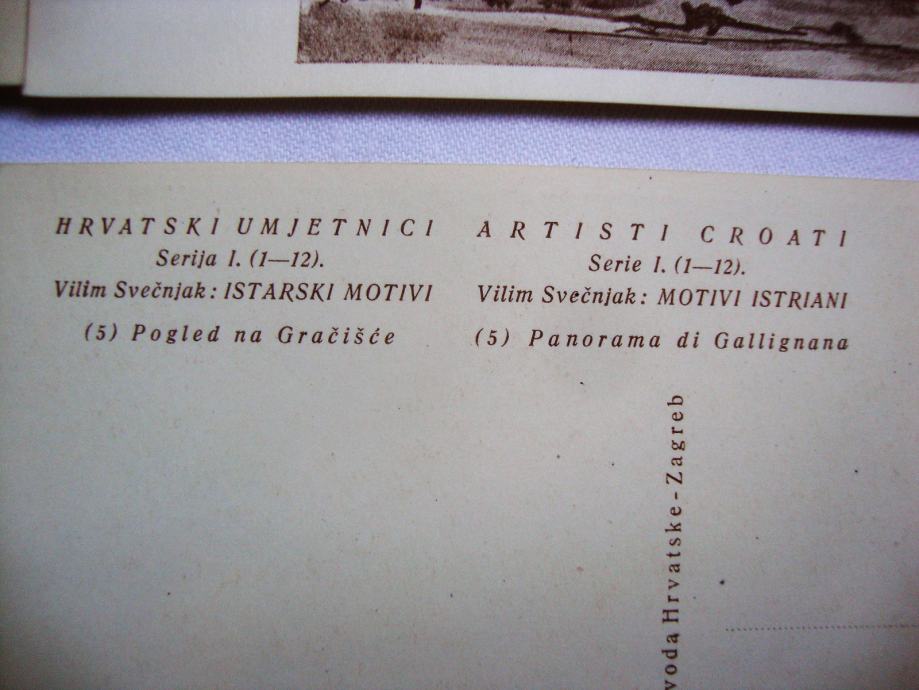 HRVATSKI UMJETNICI
Serija I. (1—12).
Vilim Svečnjak: ISTARSKI MOTIVI
(5) Pogled na Gračišće
ARTISTI CROATI
Serie I. (1—12).
Vilim Svečnjak: MOTIVI ISTRIANI
(5) Panorama di Gallignana
voda Hrvatske - Zagreb